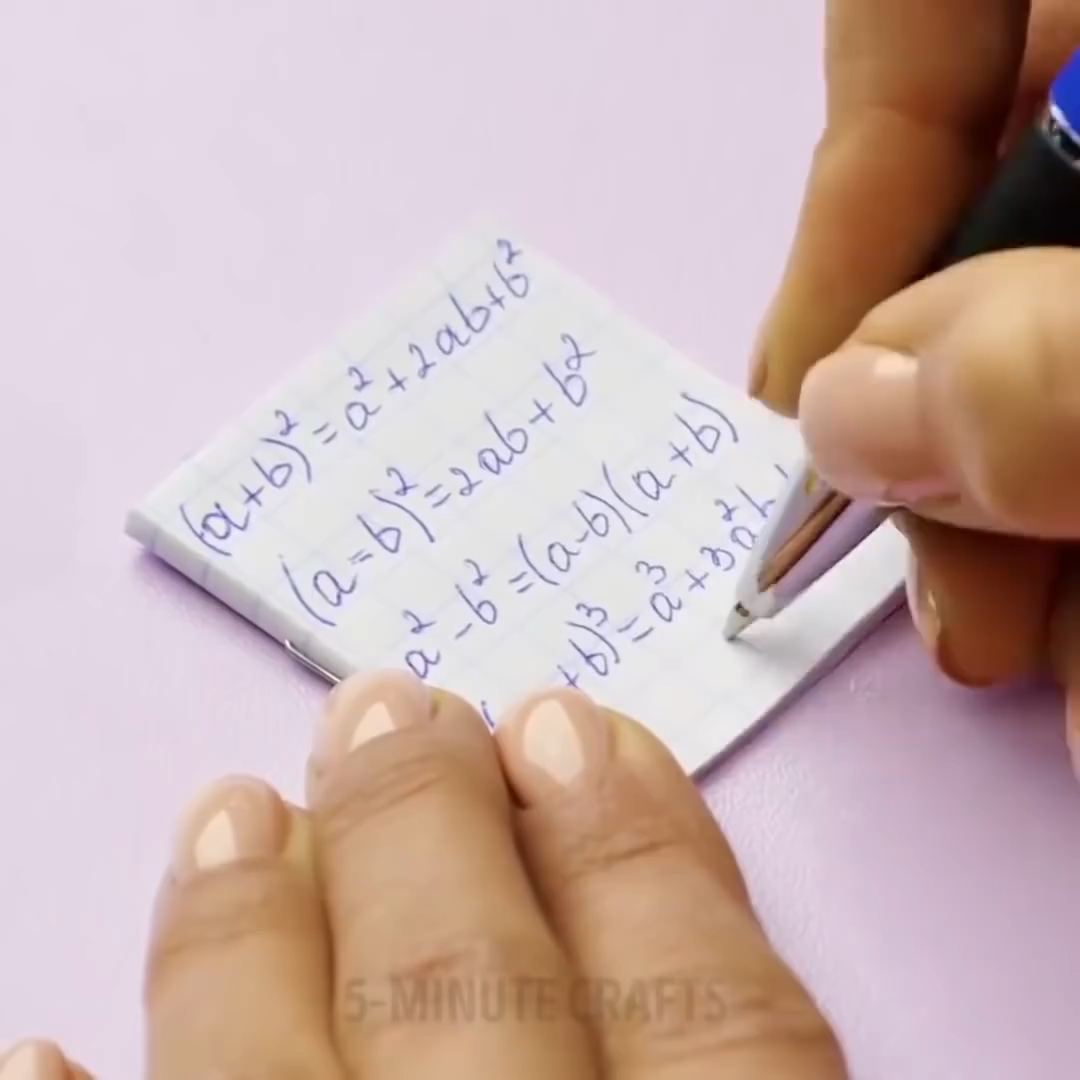 (a+b)² = a² + 2ab+b²
(a=b)² = 2ab + b²
a² - b² = (a-b)(a+b)
+b)³ = a³ + 3a²b
5-MINUTE CRAFTS